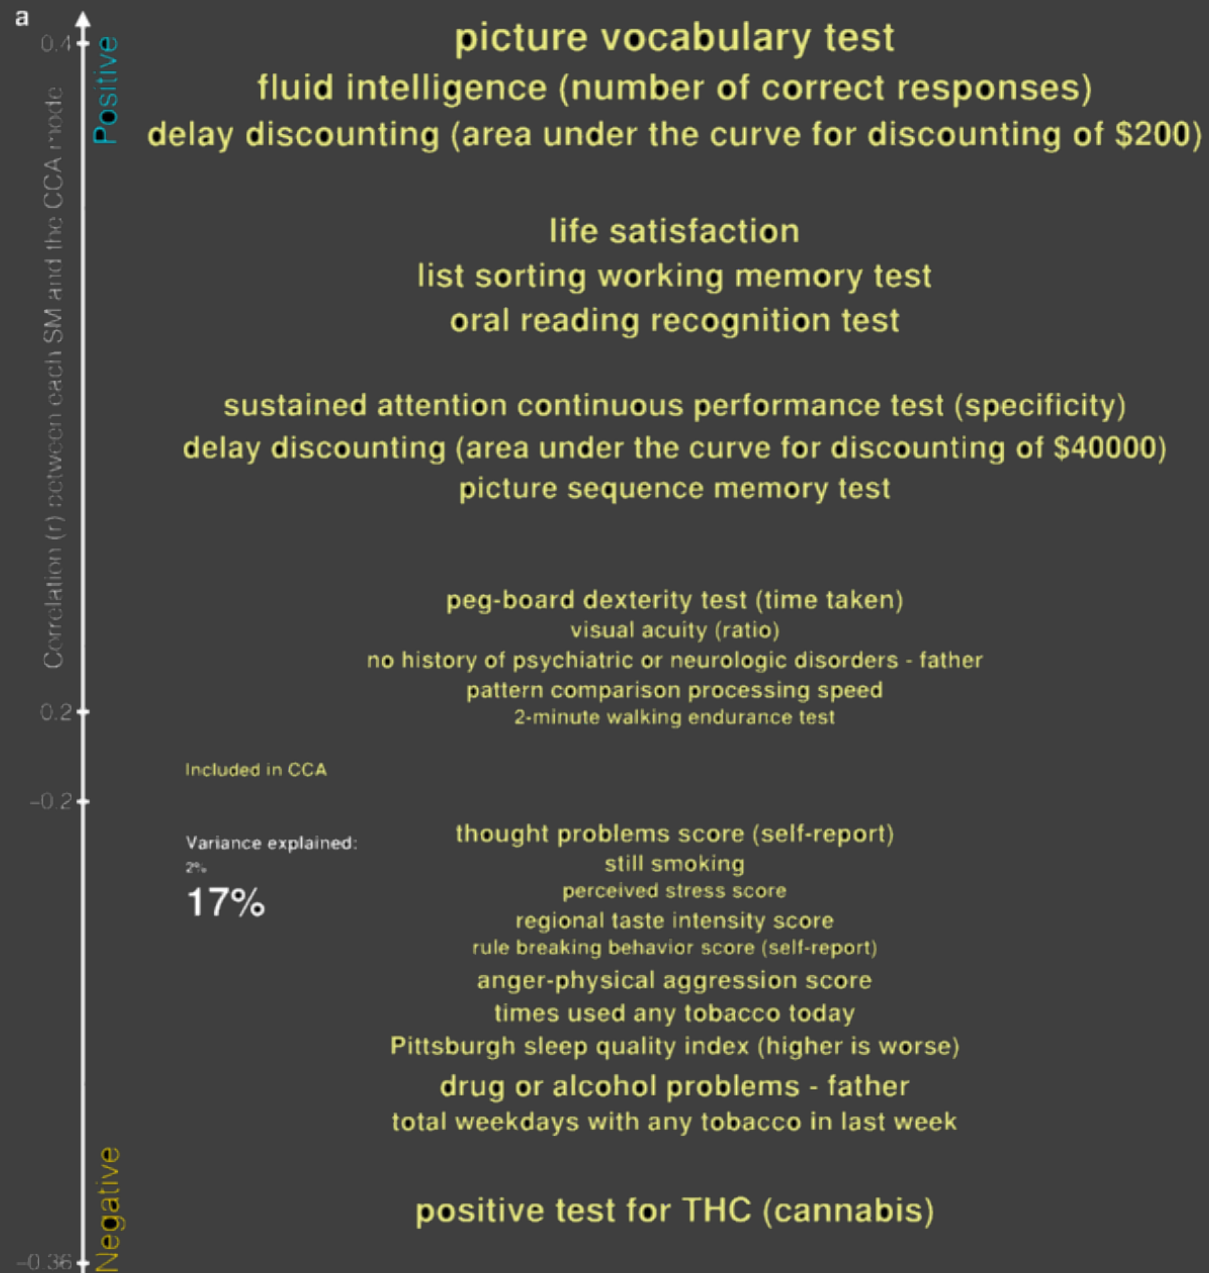 a
0.4
Positive
picture vocabulary test
fluid intelligence (number of correct responses)
delay discounting (area under the curve for discounting of $200)
life satisfaction
list sorting working memory test
oral reading recognition test
Correlation (r) between each SM and the CCA mode
sustained attention continuous performance test (specificity)
delay discounting (area under the curve for discounting of $40000)
picture sequence memory test
peg-board dexterity test (time taken)
visual acuity (ratio)
no history of psychiatric or neurologic disorders - father
pattern comparison processing speed
0.2
2-minute walking endurance test
Included in CCA
-0.2
Variance explained:
2%
17%
thought problems score (self-report)
still smoking
perceived stress score
regional taste intensity score
rule breaking behavior score (self-report)
anger-physical aggression score
times used any tobacco today
Pittsburgh sleep quality index (higher is worse)
drug or alcohol problems - father
total weekdays with any tobacco in last week
Negative
positive test for THC (cannabis)
-0.36